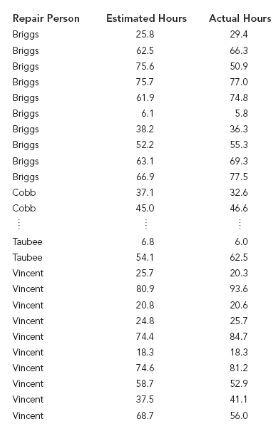 Repair Person Estimated Hours Actual Hours
Briggs 25.8 29.4
Briggs 62.5 66.3
Briggs 75.6 50.9
Briggs 75.7 77.0
Briggs 61.9 74.8
Briggs 6.1 5.8
Briggs 38.2 36.3
Briggs 52.2 55.3
Briggs 63.1 69.3
Briggs 66.9 77.5
Cobb 37.1 32.6
Cobb 45.0 46.6
⋮ ⋮ ⋮
Taubee 6.8 6.0
Taubee 54.1 62.5
Vincent 25.7 20.3
Vincent 80.9 93.6
Vincent 20.8 20.6
Vincent 24.8 25.7
Vincent 74.4 84.7
Vincent 18.3 18.3
Vincent 74.6 81.2
Vincent 58.7 52.9
Vincent 37.5 41.1
Vincent 68.7 56.0